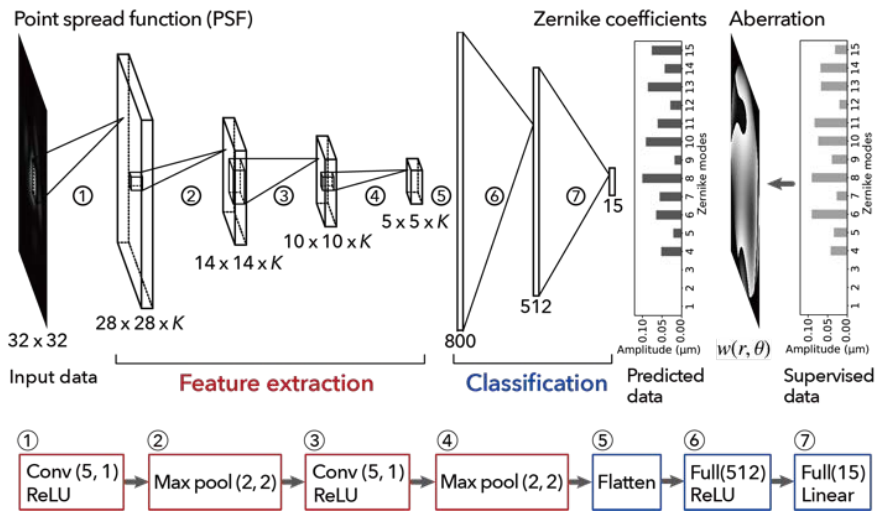 Point spread function (PSF)
Zernike coefficients
Aberration
①
②
③
④
⑤
⑥
⑦
32 x 32
28 x 28 x K
14 x 14 x K
10 x 10 x K
5 x 5 x K
800
512
15
15
14
13
12
11
10
9
8
7
6
5
4
3
2
1
Zernike modes
0.10
0.05
0.00
Amplitude (μm)
w(r, θ)
15
14
13
12
11
10
9
8
7
6
5
4
3
2
1
Zernike modes
0.10
0.05
0.00
Amplitude (μm)
Input data
Feature extraction
Classification
Predicted
data
Supervised
data
①
Conv (5, 1)
ReLU
②
Max pool (2, 2)
③
Conv (5, 1)
ReLU
④
Max pool (2, 2)
⑤
Flatten
⑥
Full(512)
ReLU
⑦
Full(15)
Linear